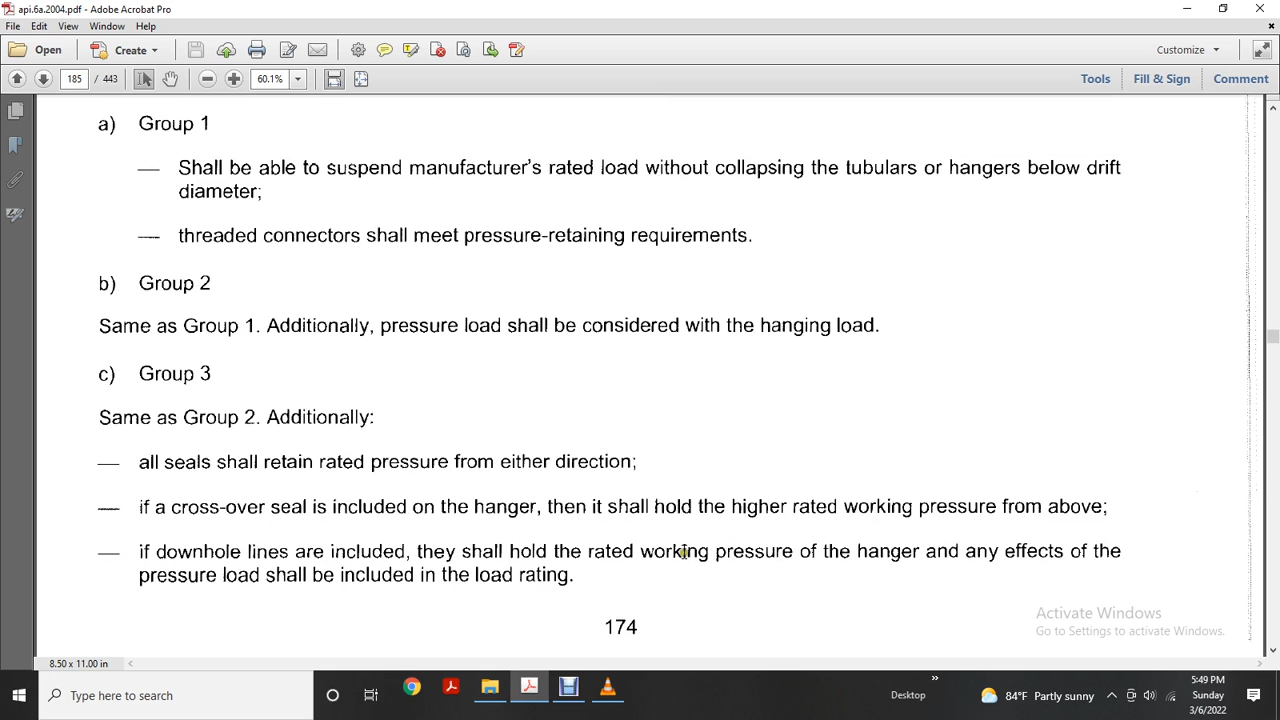 api.6a.2004.pdf - Adobe Acrobat Pro
File Edit View Window Help
Open Create Customize
185 / 443 60.1% Tools Fill & Sign Comment
a) Group 1
— Shall be able to suspend manufacturer's rated load without collapsing the tubulars or hangers below drift
diameter;
— threaded connectors shall meet pressure-retaining requirements.
b) Group 2
Same as Group 1. Additionally, pressure load shall be considered with the hanging load.
c) Group 3
Same as Group 2. Additionally:
— all seals shall retain rated pressure from either direction;
— if a cross-over seal is included on the hanger, then it shall hold the higher rated working pressure from above;
— if downhole lines are included, they shall hold the rated working pressure of the hanger and any effects of the
pressure load shall be included in the load rating.
174
Activate Windows
Go to Settings to activate Windows.
8.50 x 11.00 in
Type here to search
Desktop
84°F Partly sunny
5:49 PM
Sunday
3/6/2022